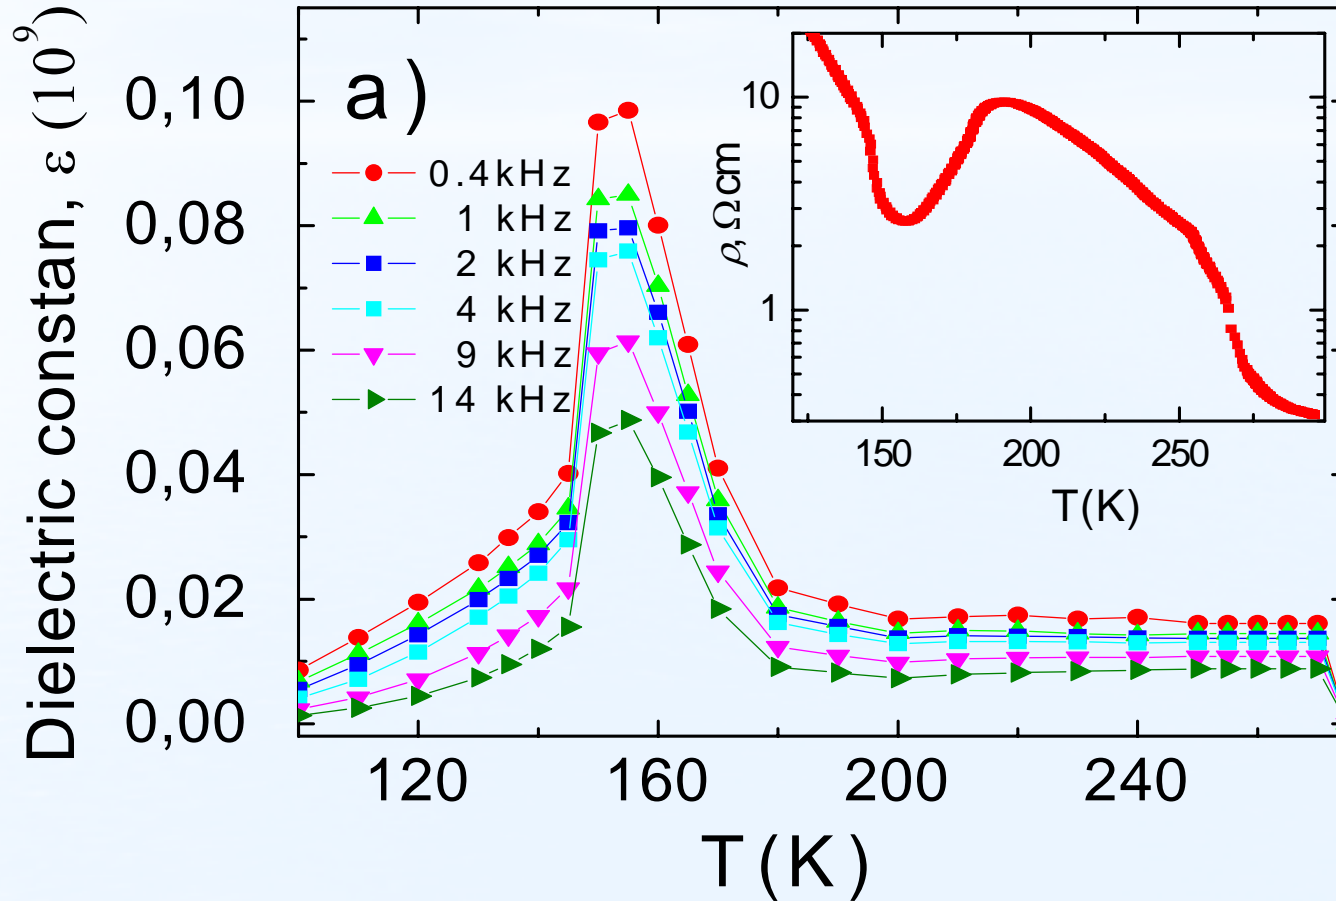 Dielectric constan, ε (10⁹)
0,10
0,08
0,06
0,04
0,02
0,00
a)
0.4kHz
1 kHz
2 kHz
4 kHz
9 kHz
14 kHz
120 160 200 240
T(K)
ρ, Ωcm
10
1
150 200 250
T(K)